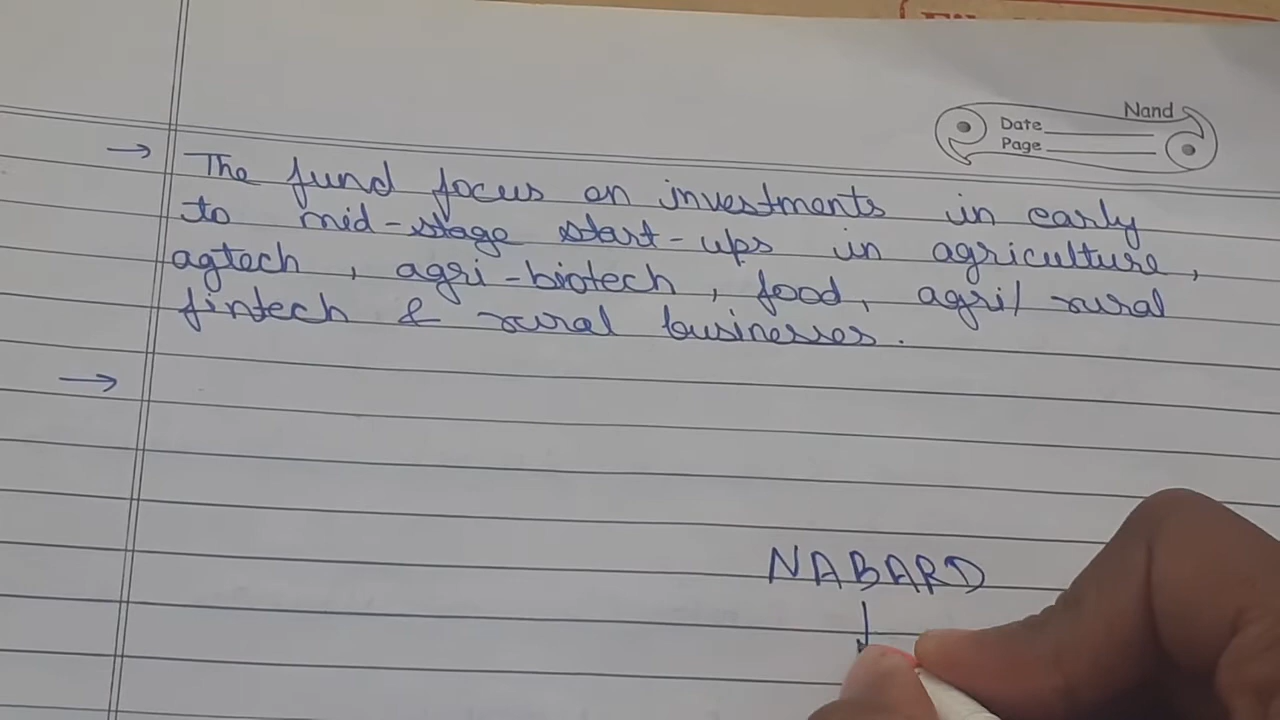 Nand
Date
Page
→ The fund focus on investments in early
to mid-stage start-ups in agriculture,
agtech, agri-biotech, food, agri/ rural
fintech & rural businesses.
→
NABARD